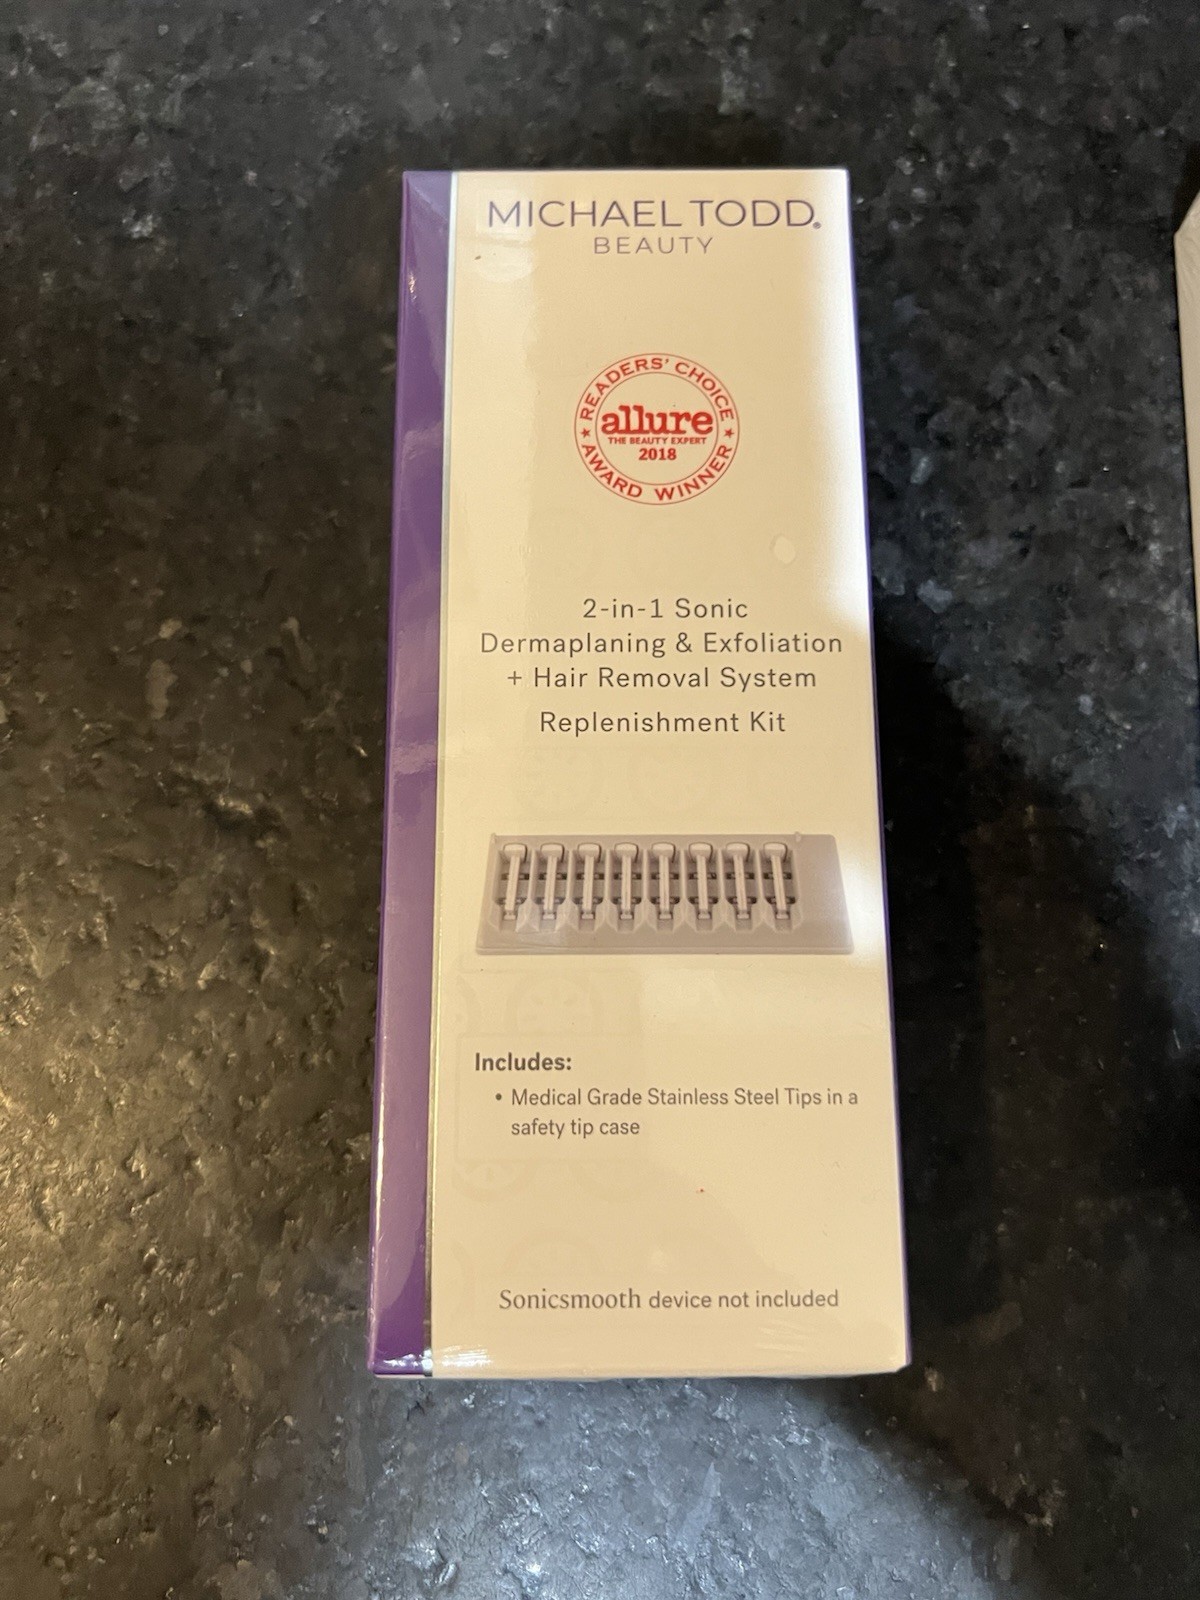 MICHAEL TODD®
BEAUTY
READERS' CHOICE
allure
THE BEAUTY EXPERT
2018
AWARD WINNER
2-in-1 Sonic
Dermaplaning & Exfoliation
+ Hair Removal System
Replenishment Kit
Includes:
• Medical Grade Stainless Steel Tips in a
safety tip case
Sonicsmooth device not included